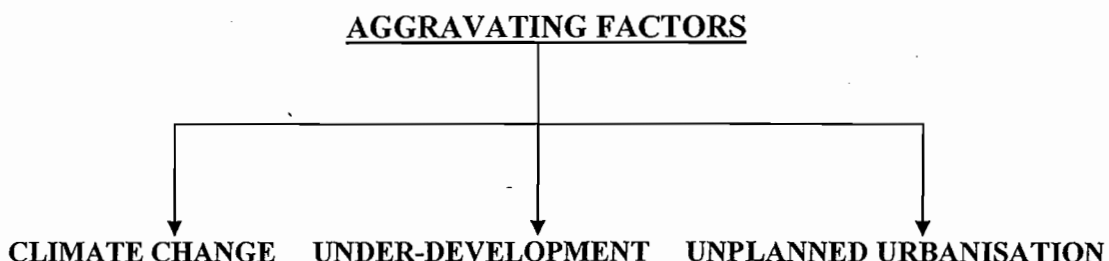 AGGRAVATING FACTORS
CLIMATE CHANGE UNDER-DEVELOPMENT UNPLANNED URBANISATION